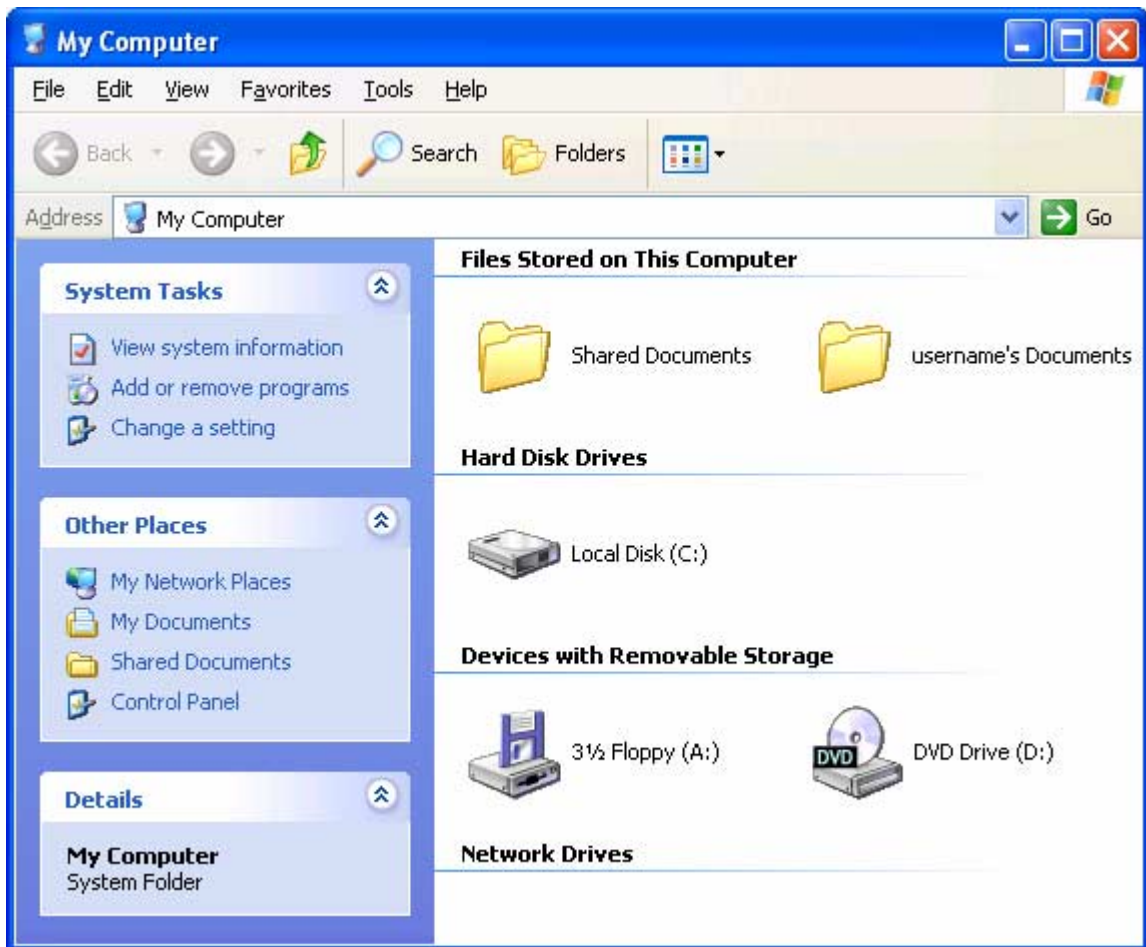 My Computer
File Edit View Favorites Tools Help
Back Search Folders
Address My Computer Go
System Tasks
View system information
Add or remove programs
Change a setting
Other Places
My Network Places
My Documents
Shared Documents
Control Panel
Details
My Computer
System Folder
Files Stored on This Computer
Shared Documents username's Documents
Hard Disk Drives
Local Disk (C:)
Devices with Removable Storage
3½ Floppy (A:) DVD DVD Drive (D:)
Network Drives